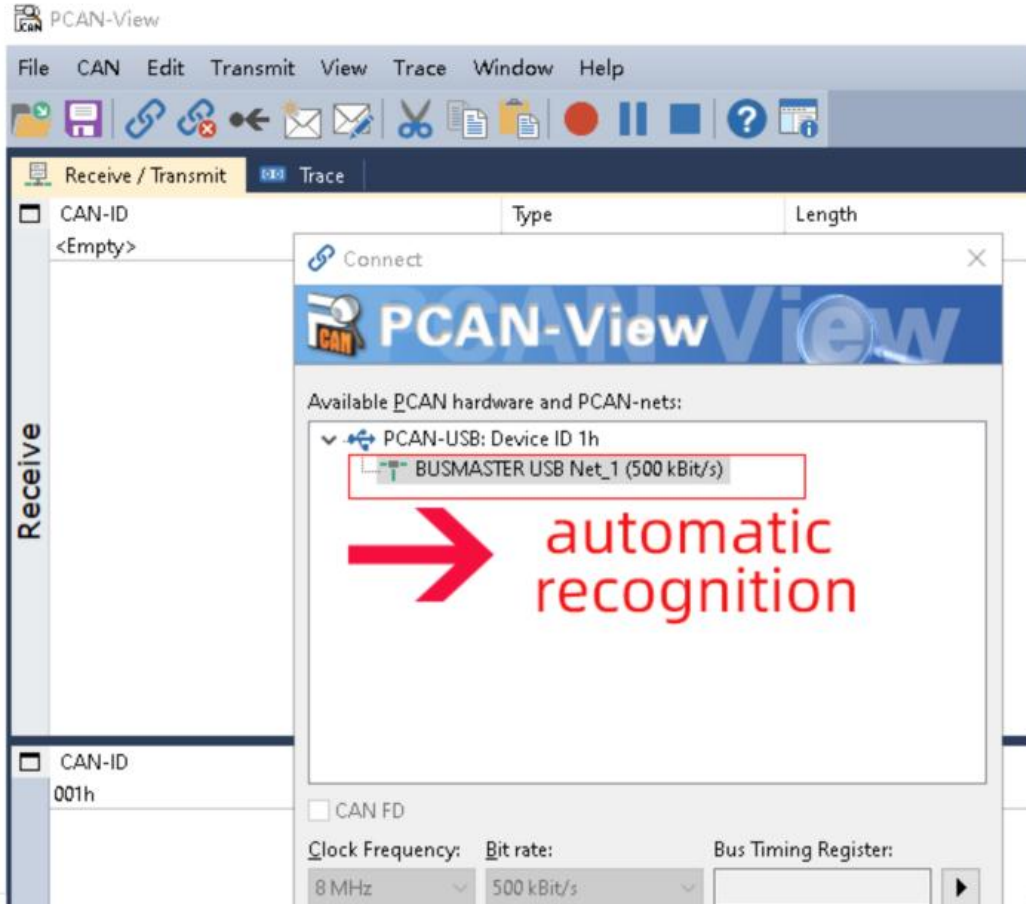 PCAN-View
File CAN Edit Transmit View Trace Window Help
Receive / Transmit Trace
CAN-ID Type Length
<Empty>
Connect
PCAN-View
Available PCAN hardware and PCAN-nets:
PCAN-USB: Device ID 1h
BUSMASTER USB Net_1 (500 kBit/s)
automatic
recognition
Receive
CAN-ID
001h
CAN FD
Clock Frequency: Bit rate: Bus Timing Register:
8 MHz 500 kBit/s